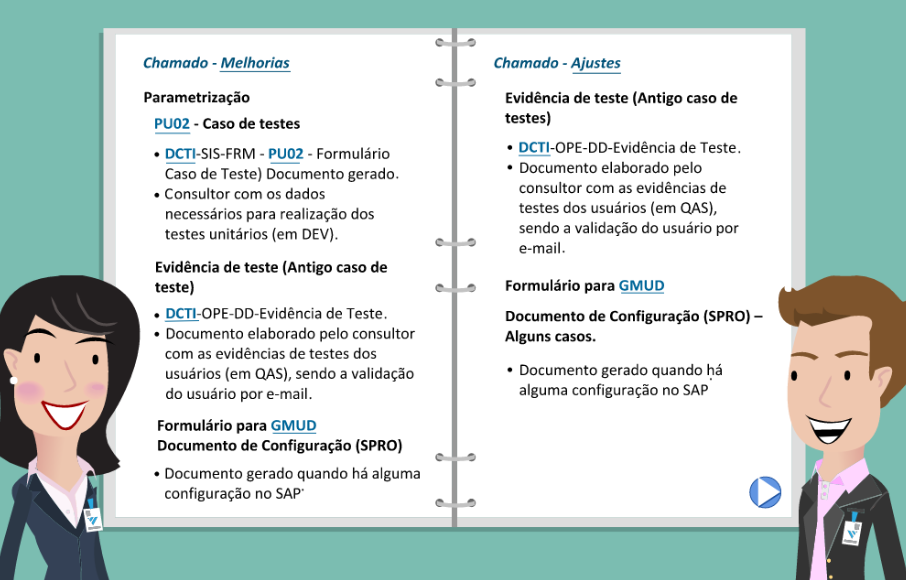 Chamado - Melhorias
Parametrização
PU02 - Caso de testes
• DCTI-SIS-FRM - PU02 - Formulário
Caso de Teste) Documento gerado.
• Consultor com os dados
necessários para realização dos
testes unitários (em DEV).
Evidência de teste (Antigo caso de
teste)
• DCTI-OPE-DD-Evidência de Teste.
• Documento elaborado pelo consultor
com as evidências de testes dos
usuários (em QAS), sendo a validação
do usuário por e-mail.
Formulário para GMUD
Documento de Configuração (SPRO)
• Documento gerado quando há alguma
configuração no SAP.
Chamado - Ajustes
Evidência de teste (Antigo caso de
testes)
• DCTI-OPE-DD-Evidência de Teste.
• Documento elaborado pelo
consultor com as evidências de
testes dos usuários (em QAS),
sendo a validação do usuário por
e-mail.
Formulário para GMUD
Documento de Configuração (SPRO) –
Alguns casos.
• Documento gerado quando há
alguma configuração no SAP